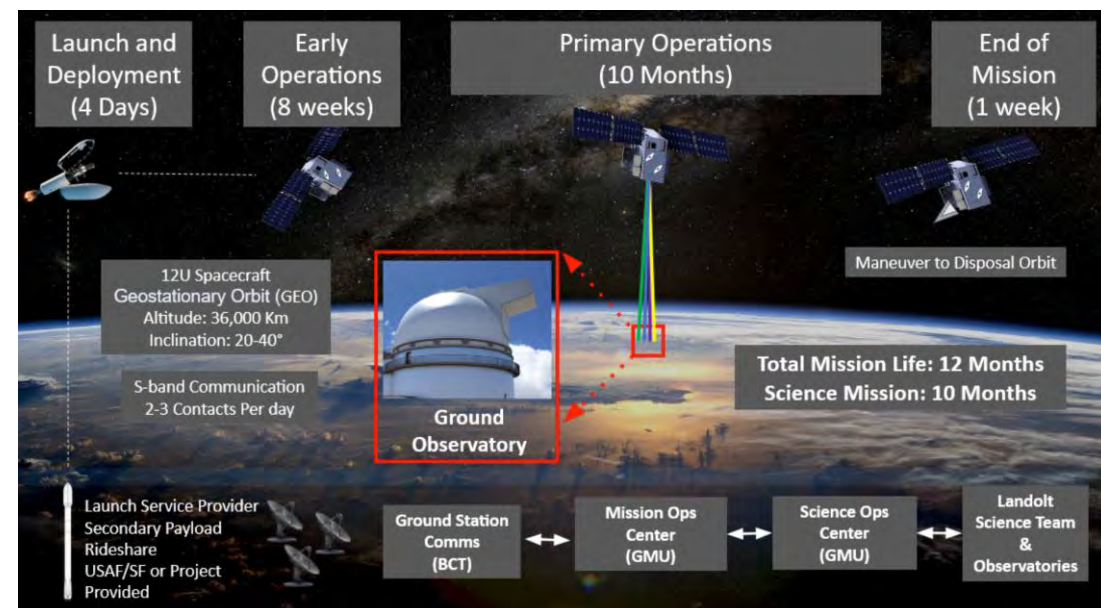 Launch and
Deployment
(4 Days)
Early
Operations
(8 weeks)
Primary Operations
(10 Months)
End of
Mission
(1 week)
12U Spacecraft
Geostationary Orbit (GEO)
Altitude: 36,000 Km
Inclination: 20-40°
S-band Communication
2-3 Contacts Per day
Ground
Observatory
Maneuver to Disposal Orbit
Total Mission Life: 12 Months
Science Mission: 10 Months
Launch Service Provider
Secondary Payload
Rideshare
USAF/SF or Project
Provided
Ground Station
Comms
(BCT)
Mission Ops
Center
(GMU)
Science Ops
Center
(GMU)
Landolt
Science Team
&
Observatories